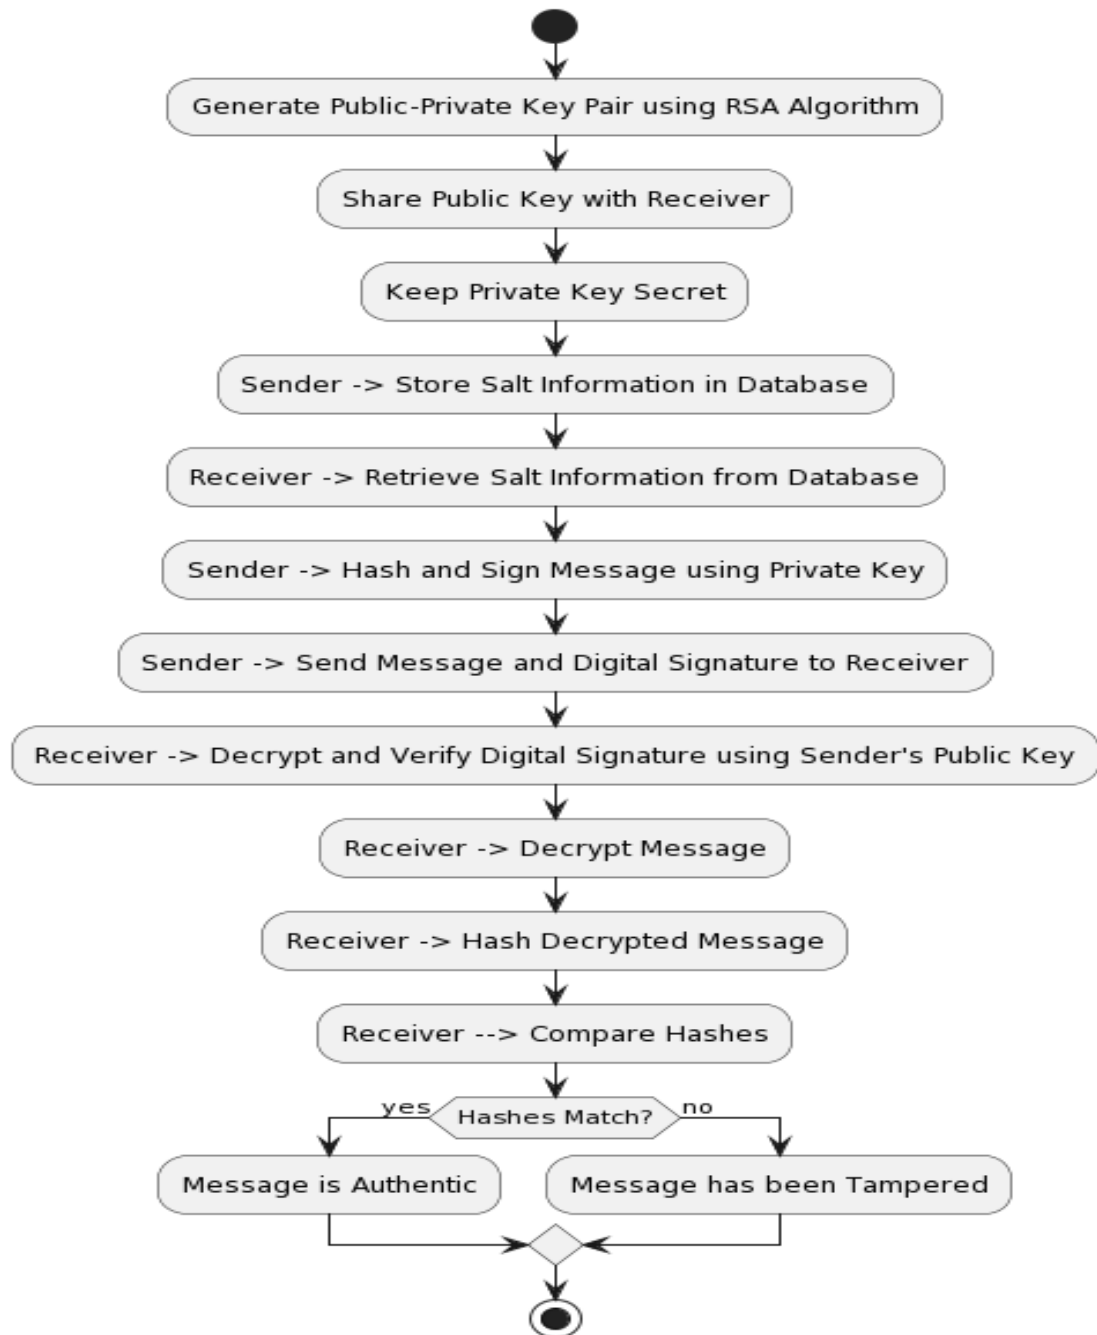 Generate Public-Private Key Pair using RSA Algorithm
Share Public Key with Receiver
Keep Private Key Secret
Sender -> Store Salt Information in Database
Receiver -> Retrieve Salt Information from Database
Sender -> Hash and Sign Message using Private Key
Sender -> Send Message and Digital Signature to Receiver
Receiver -> Decrypt and Verify Digital Signature using Sender's Public Key
Receiver -> Decrypt Message
Receiver -> Hash Decrypted Message
Receiver --> Compare Hashes
yes
Hashes Match?
no
Message is Authentic
Message has been Tampered